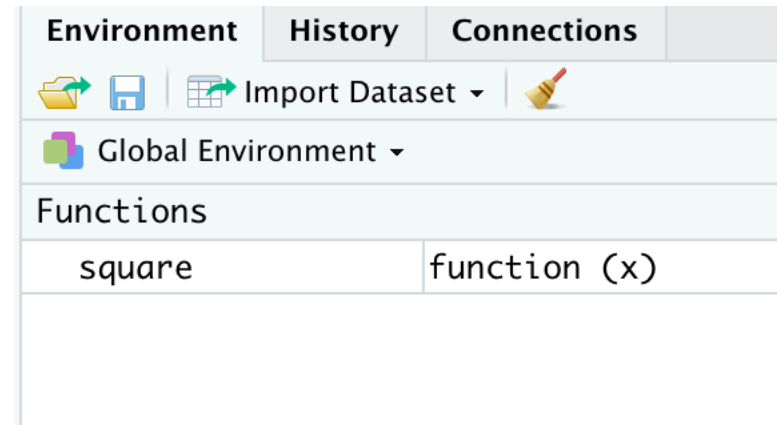 Environment History Connections
Import Dataset
Global Environment
Functions
square function (x)